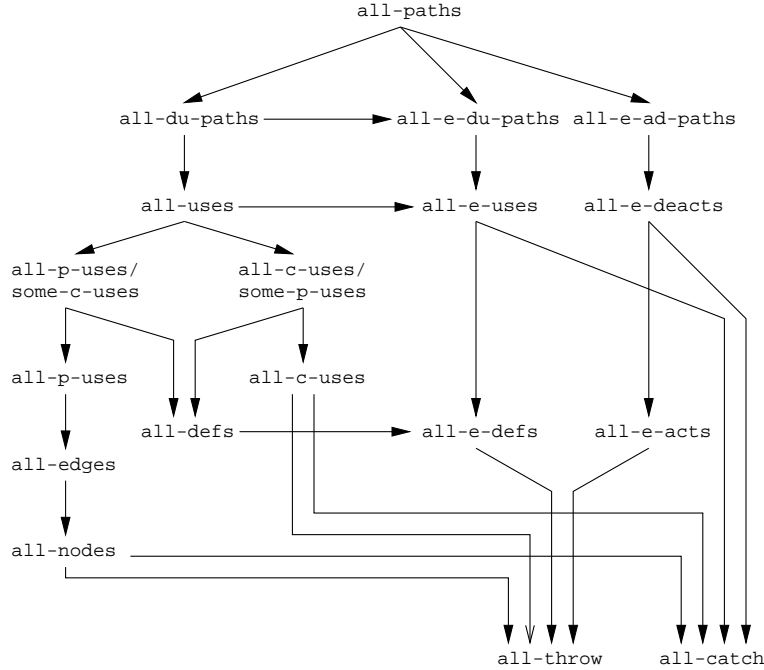 all-paths
all-du-paths
all-e-du-paths
all-e-ad-paths
all-uses
all-e-uses
all-e-deacts
all-p-uses/
some-c-uses
all-c-uses/
some-p-uses
all-p-uses
all-c-uses
all-defs
all-e-defs
all-e-acts
all-edges
all-nodes
all-throw
all-catch